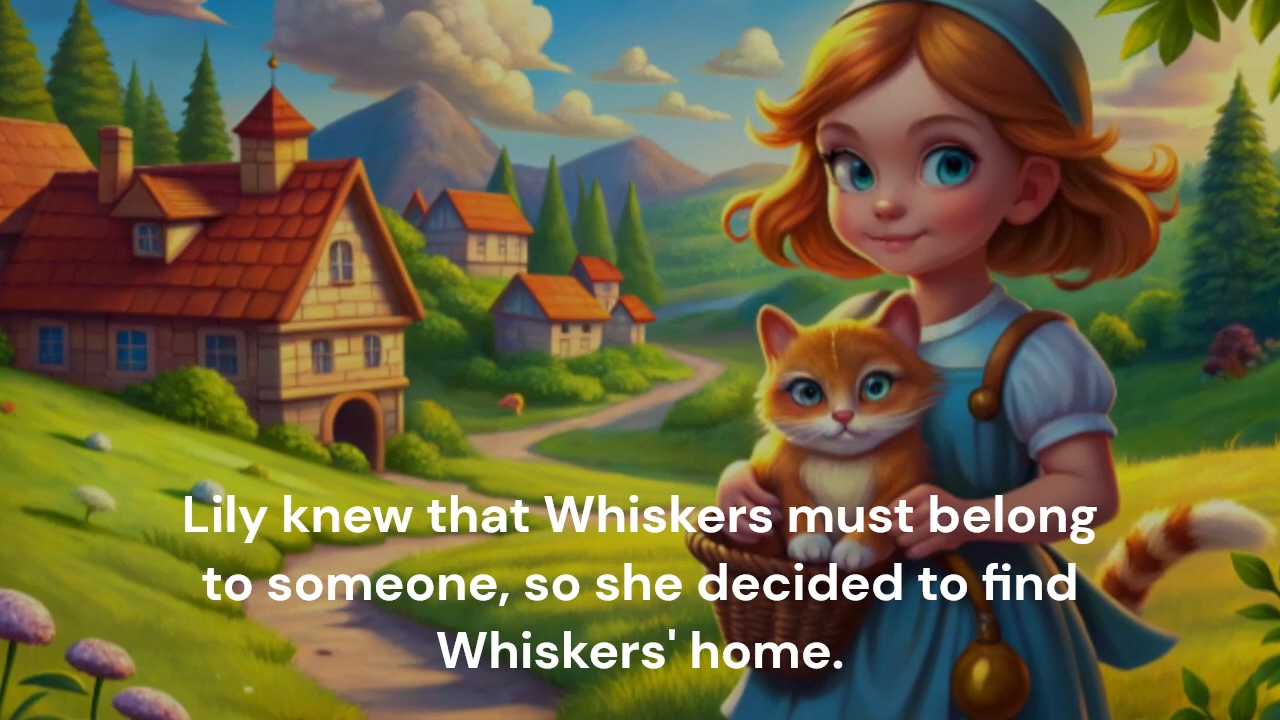 Lily knew that Whiskers must belong
to someone, so she decided to find
Whiskers' home.